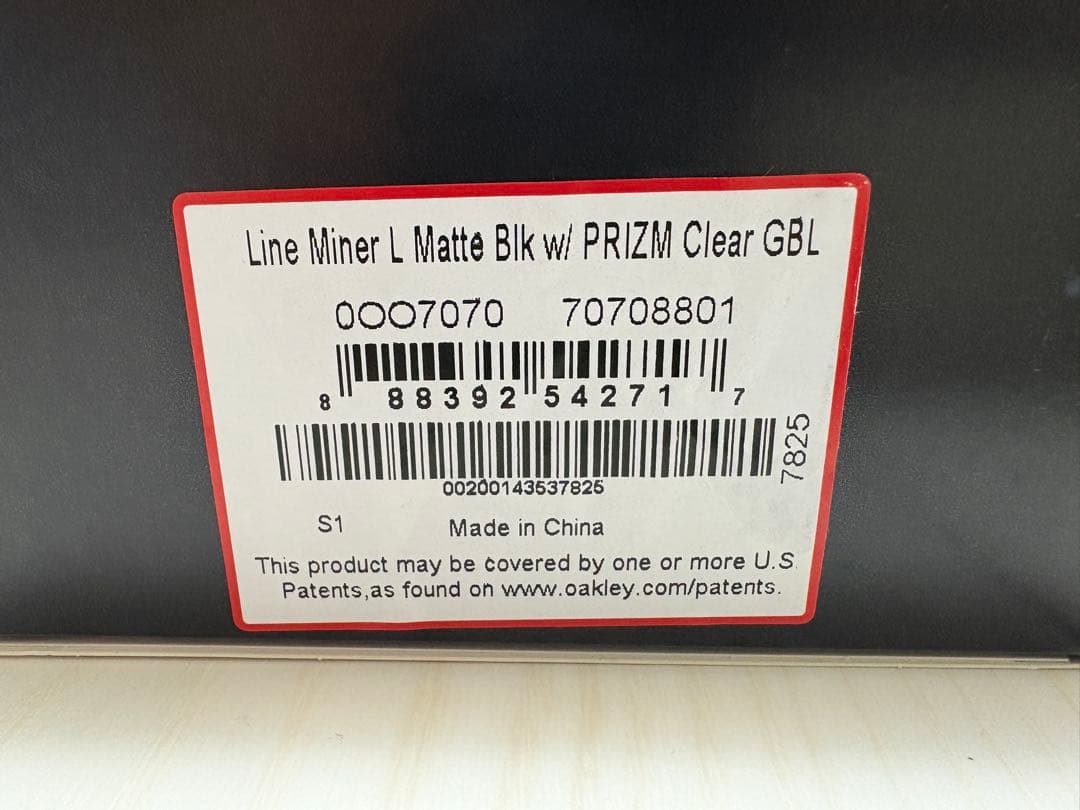 Line Miner L Matte Blk w/ PRIZM Clear GBL
0OO7070 70708801
8 88392 54271 7
7825
00200143537825
S1 Made in China
This product may be covered by one or more U.S.
Patents,as found on www.oakley.com/patents.